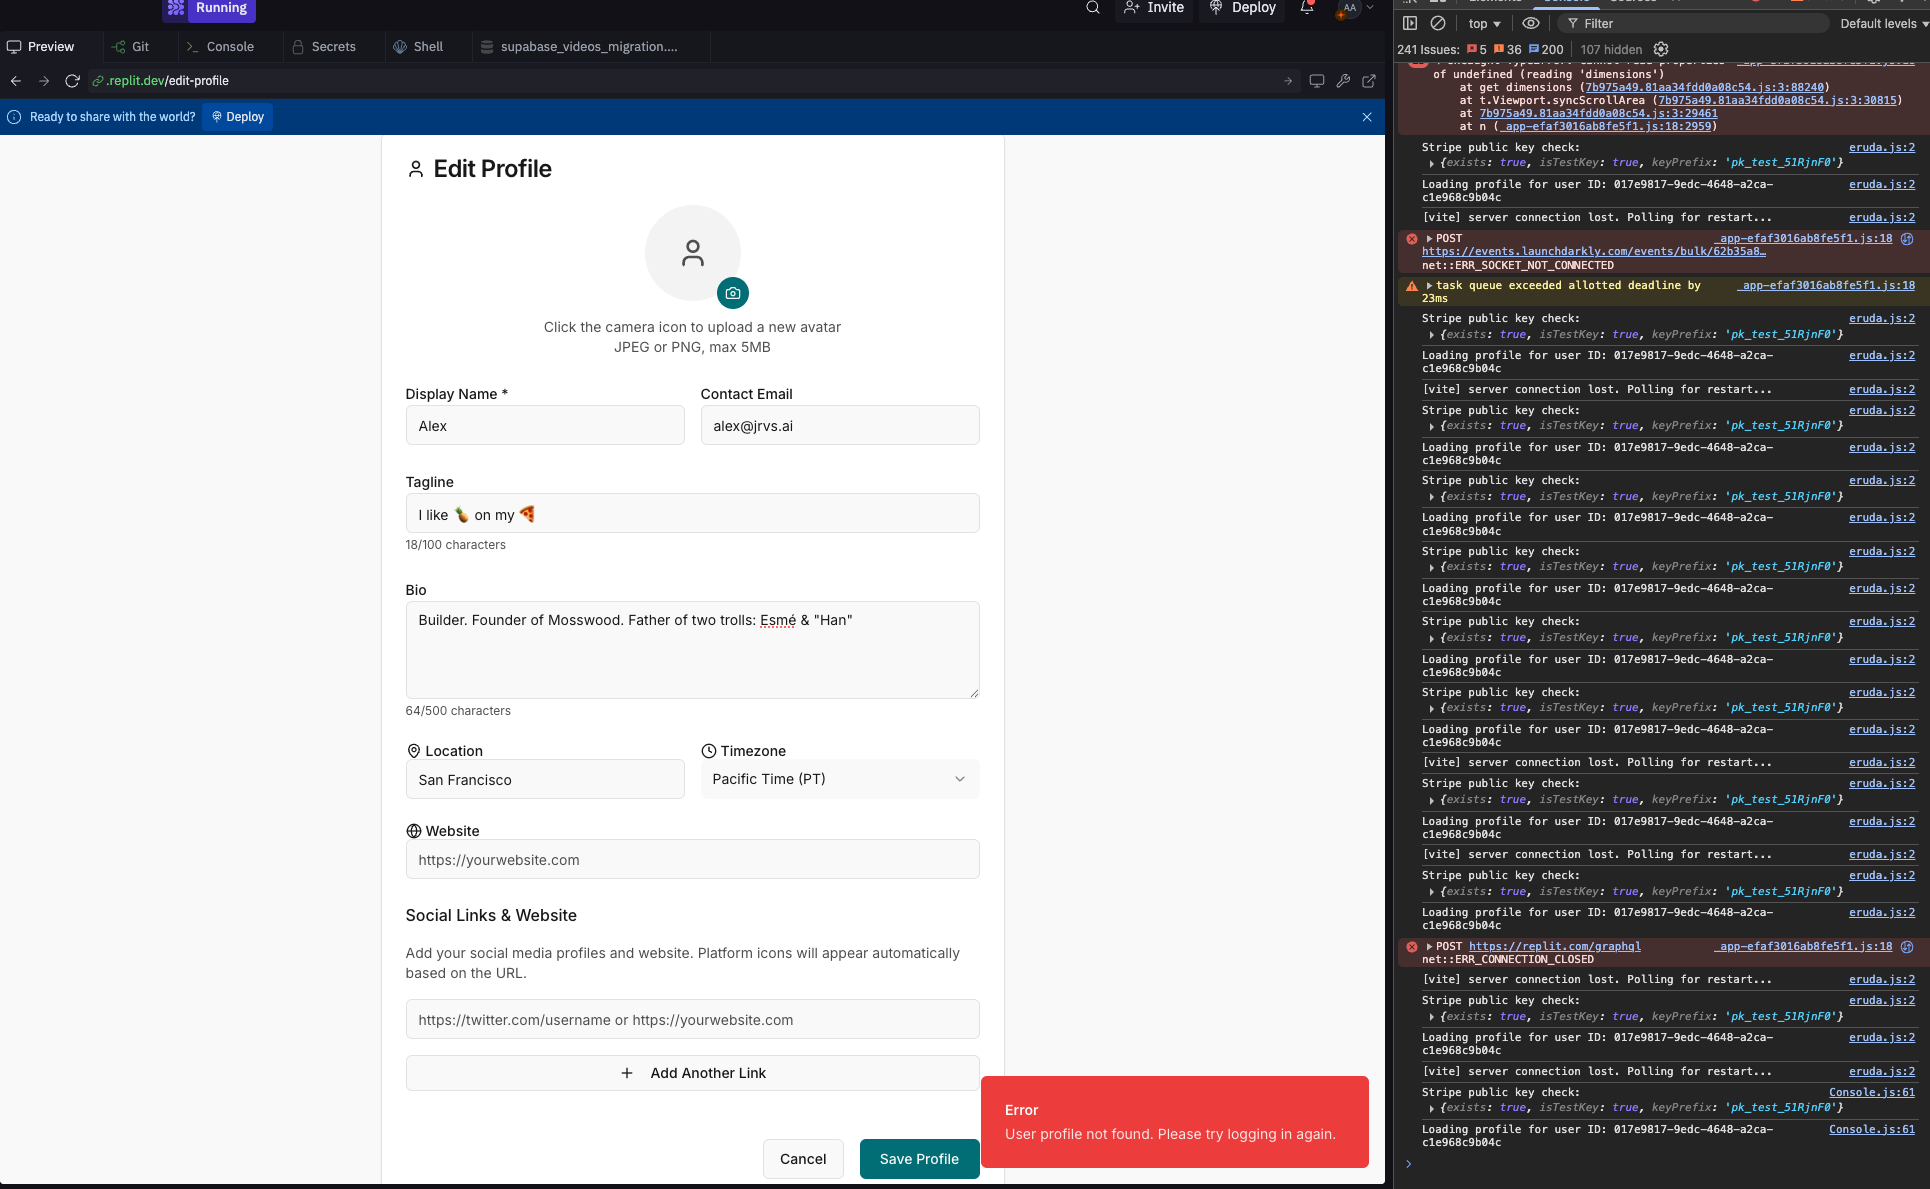 Running
Invite
Deploy
AA
Preview
Git
Console
Secrets
Shell
supabase_videos_migration....
.replit.dev/edit-profile
Ready to share with the world?
Deploy
Edit Profile
Click the camera icon to upload a new avatar
JPEG or PNG, max 5MB
Display Name *
Contact Email
Alex
alex@jrvs.ai
Tagline
I like 🍍 on my 🍕
18/100 characters
Bio
Builder. Founder of Mosswood. Father of two trolls: Esmé & "Han"
64/500 characters
Location
Timezone
San Francisco
Pacific Time (PT)
Website
https://yourwebsite.com
Social Links & Website
Add your social media profiles and website. Platform icons will appear automatically
based on the URL.
https://twitter.com/username or https://yourwebsite.com
+ Add Another Link
Cancel
Save Profile
Error
User profile not found. Please try logging in again.
top
Filter
Default levels
241 Issues: 5 36 200 107 hidden
of undefined (reading 'dimensions')
at get dimensions (7b975a49.81aa34fdd0a08c54.js:3:88240)
at t.Viewport.syncScrollArea (7b975a49.81aa34fdd0a08c54.js:3:30815)
at 7b975a49.81aa34fdd0a08c54.js:3:29461
at n (_app-efaf3016ab8fe5f1.js:18:2959)
Stripe public key check: eruda.js:2
{exists: true, isTestKey: true, keyPrefix: 'pk_test_51RjnF0'}
Loading profile for user ID: 017e9817-9edc-4648-a2ca- eruda.js:2
c1e968c9b04c
[vite] server connection lost. Polling for restart... eruda.js:2
POST _app-efaf3016ab8fe5f1.js:18
https://events.launchdarkly.com/events/bulk/62b35a8…
net::ERR_SOCKET_NOT_CONNECTED
task queue exceeded allotted deadline by _app-efaf3016ab8fe5f1.js:18
23ms
Stripe public key check: eruda.js:2
{exists: true, isTestKey: true, keyPrefix: 'pk_test_51RjnF0'}
Loading profile for user ID: 017e9817-9edc-4648-a2ca- eruda.js:2
c1e968c9b04c
[vite] server connection lost. Polling for restart... eruda.js:2
Stripe public key check: eruda.js:2
{exists: true, isTestKey: true, keyPrefix: 'pk_test_51RjnF0'}
Loading profile for user ID: 017e9817-9edc-4648-a2ca- eruda.js:2
c1e968c9b04c
Stripe public key check: eruda.js:2
{exists: true, isTestKey: true, keyPrefix: 'pk_test_51RjnF0'}
Loading profile for user ID: 017e9817-9edc-4648-a2ca- eruda.js:2
c1e968c9b04c
Stripe public key check: eruda.js:2
{exists: true, isTestKey: true, keyPrefix: 'pk_test_51RjnF0'}
Loading profile for user ID: 017e9817-9edc-4648-a2ca- eruda.js:2
c1e968c9b04c
Stripe public key check: eruda.js:2
{exists: true, isTestKey: true, keyPrefix: 'pk_test_51RjnF0'}
Loading profile for user ID: 017e9817-9edc-4648-a2ca- eruda.js:2
c1e968c9b04c
Stripe public key check: eruda.js:2
{exists: true, isTestKey: true, keyPrefix: 'pk_test_51RjnF0'}
Loading profile for user ID: 017e9817-9edc-4648-a2ca- eruda.js:2
c1e968c9b04c
[vite] server connection lost. Polling for restart... eruda.js:2
Stripe public key check: eruda.js:2
{exists: true, isTestKey: true, keyPrefix: 'pk_test_51RjnF0'}
Loading profile for user ID: 017e9817-9edc-4648-a2ca- eruda.js:2
c1e968c9b04c
[vite] server connection lost. Polling for restart... eruda.js:2
Stripe public key check: eruda.js:2
{exists: true, isTestKey: true, keyPrefix: 'pk_test_51RjnF0'}
Loading profile for user ID: 017e9817-9edc-4648-a2ca- eruda.js:2
c1e968c9b04c
POST https://replit.com/graphql _app-efaf3016ab8fe5f1.js:18
net::ERR_CONNECTION_CLOSED
[vite] server connection lost. Polling for restart... eruda.js:2
Stripe public key check: eruda.js:2
{exists: true, isTestKey: true, keyPrefix: 'pk_test_51RjnF0'}
Loading profile for user ID: 017e9817-9edc-4648-a2ca- eruda.js:2
c1e968c9b04c
[vite] server connection lost. Polling for restart... eruda.js:2
Stripe public key check: Console.js:61
{exists: true, isTestKey: true, keyPrefix: 'pk_test_51RjnF0'}
Loading profile for user ID: 017e9817-9edc-4648-a2ca- Console.js:61
c1e968c9b04c